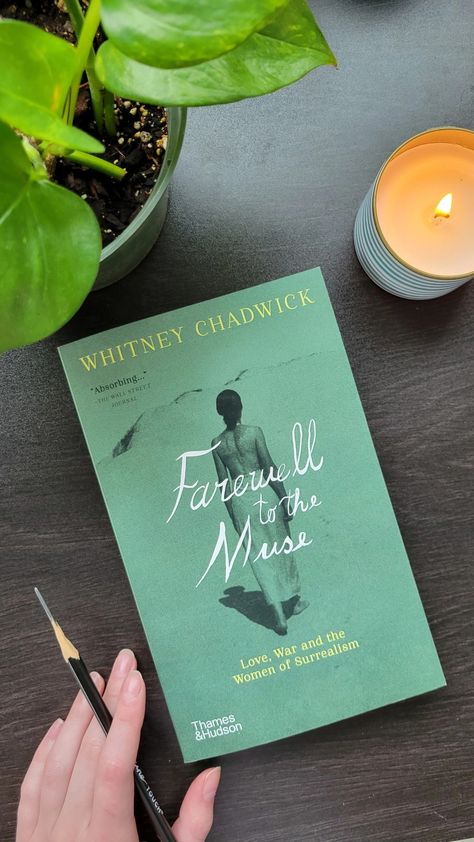 WHITNEY CHADWICK
"Absorbing..."
—THE WALL STREET
JOURNAL
Farewell
to the
Muse
Love, War and the
Women of Surrealism
Thames
&Hudson